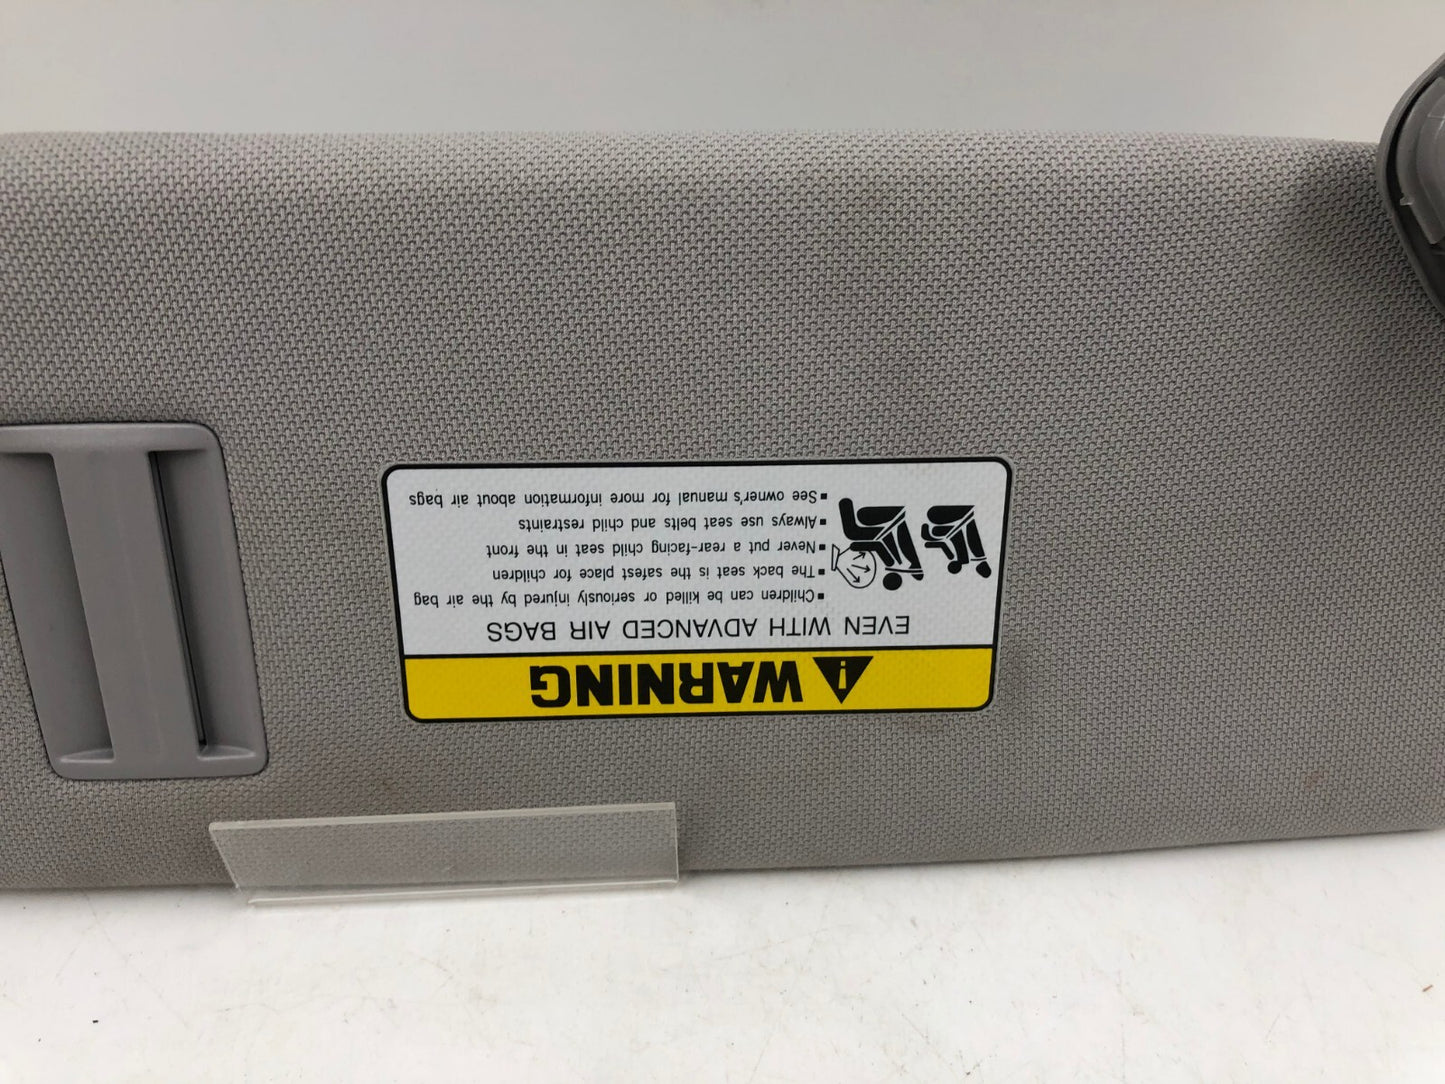 WARNING
EVEN WITH ADVANCED AIR BAGS
▪Children can be killed or seriously injured by the air bag
▪The back seat is the safest place for children
▪Never put a rear-facing child seat in the front
▪Always use seat belts and child restraints
▪See owner's manual for more information about air bags